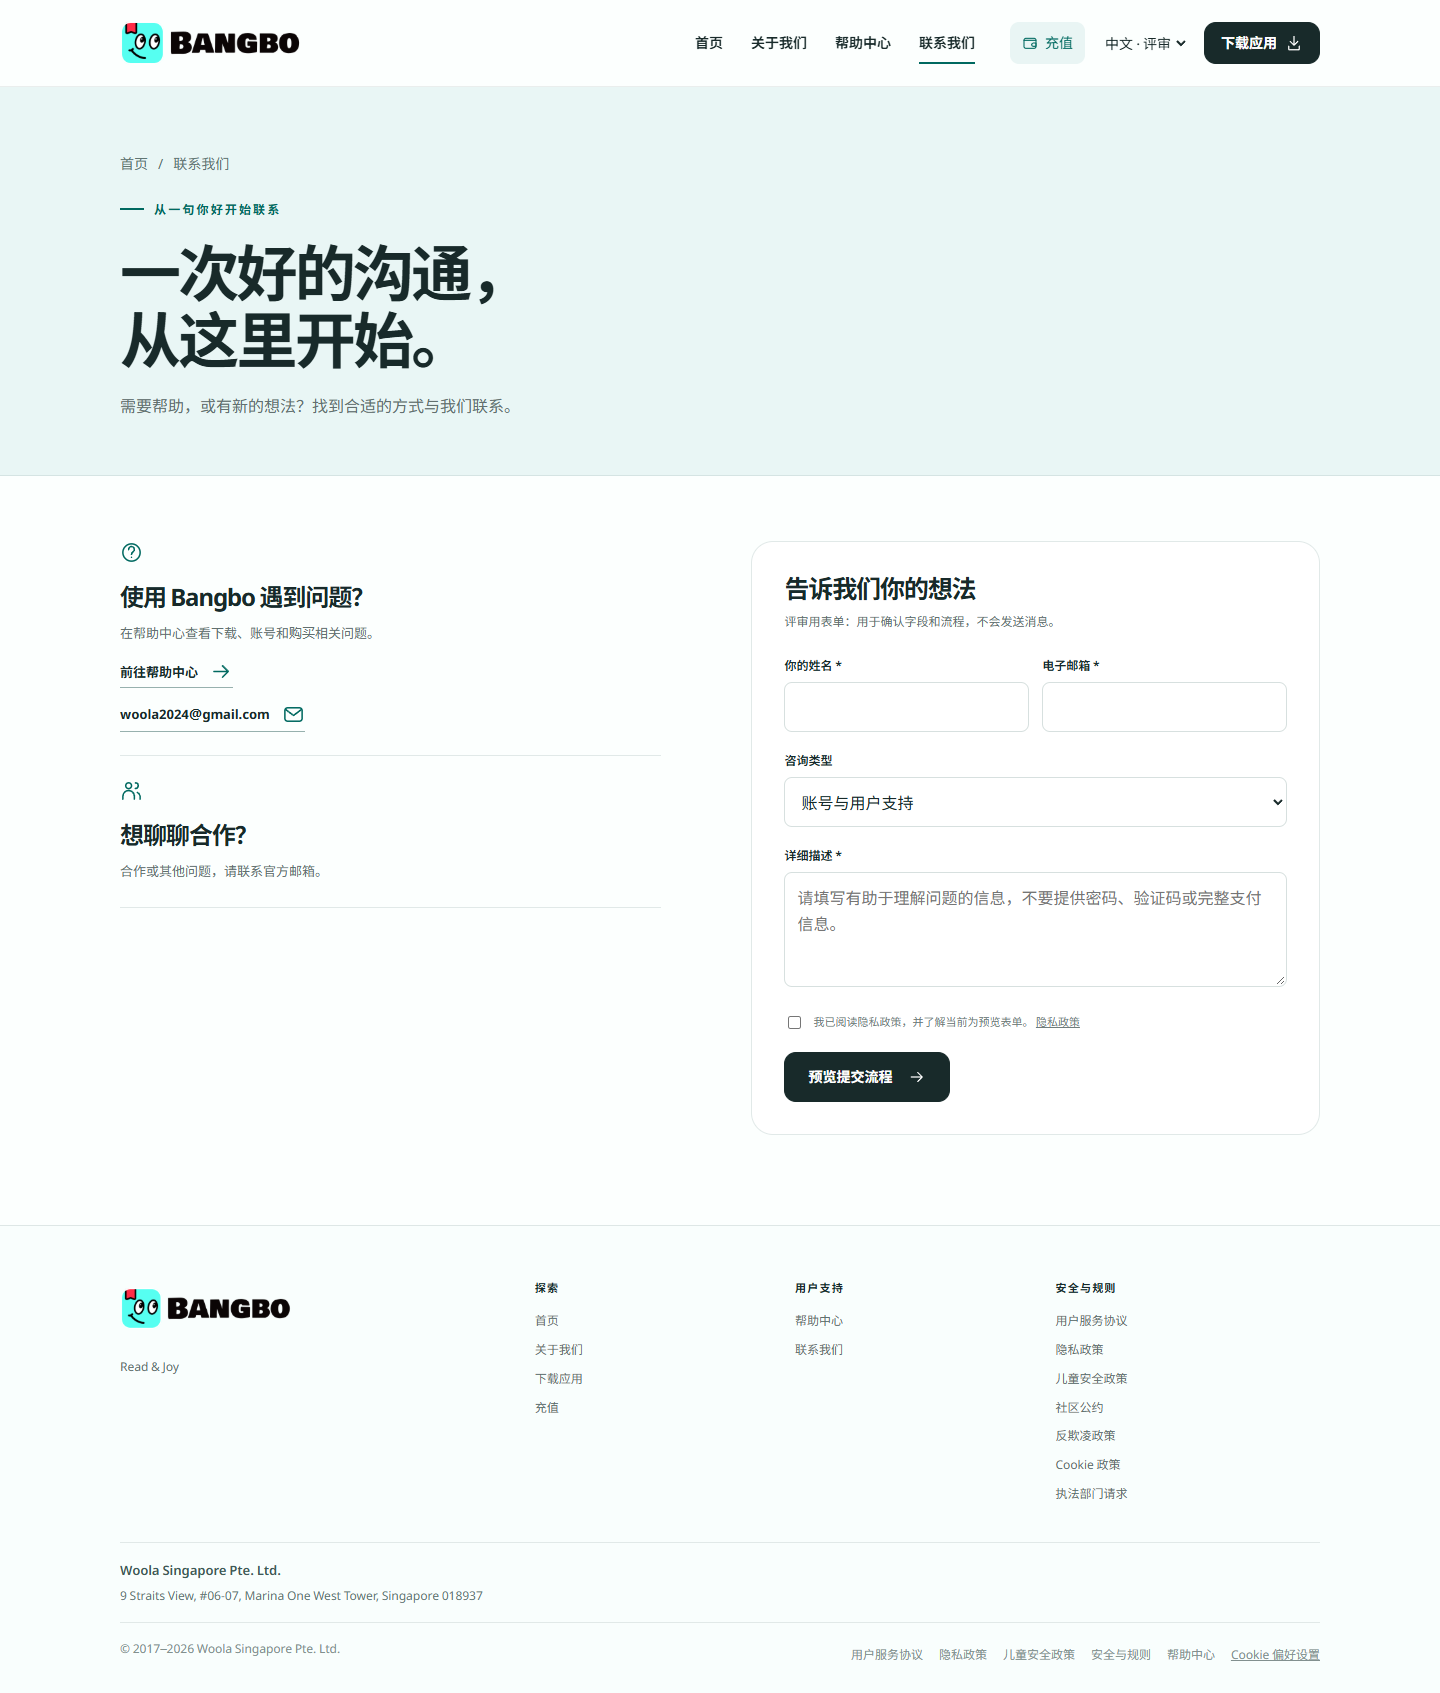 BANGBO
首页
关于我们
帮助中心
联系我们
充值
中文 · 评审
下载应用
首页 / 联系我们
从一句你好开始联系
一次好的沟通，
从这里开始。
需要帮助，或有新的想法？找到合适的方式与我们联系。
使用 Bangbo 遇到问题？
在帮助中心查看下载、账号和购买相关问题。
前往帮助中心
woola2024@gmail.com
想聊聊合作？
合作或其他问题，请联系官方邮箱。
告诉我们你的想法
评审用表单：用于确认字段和流程，不会发送消息。
你的姓名 *
电子邮箱 *
咨询类型
账号与用户支持
详细描述 *
请填写有助于理解问题的信息，不要提供密码、验证码或完整支付
信息。
我已阅读隐私政策，并了解当前为预览表单。 隐私政策
预览提交流程
BANGBO
Read & Joy
探索
首页
关于我们
下载应用
充值
用户支持
帮助中心
联系我们
安全与规则
用户服务协议
隐私政策
儿童安全政策
社区公约
反欺凌政策
Cookie 政策
执法部门请求
Woola Singapore Pte. Ltd.
9 Straits View, #06-07, Marina One West Tower, Singapore 018937
© 2017–2026 Woola Singapore Pte. Ltd.
用户服务协议
隐私政策
儿童安全政策
安全与规则
帮助中心
Cookie 偏好设置